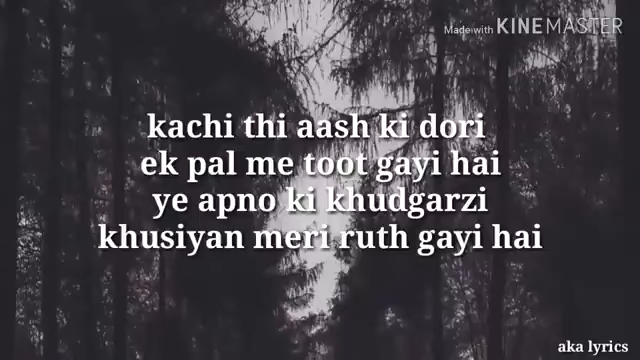 Made with KINEMASTER
kachi thi aash ki dori
ek pal me toot gayi hai
ye apno ki khudgarzi
khusiyan meri ruth gayi hai
aka lyrics